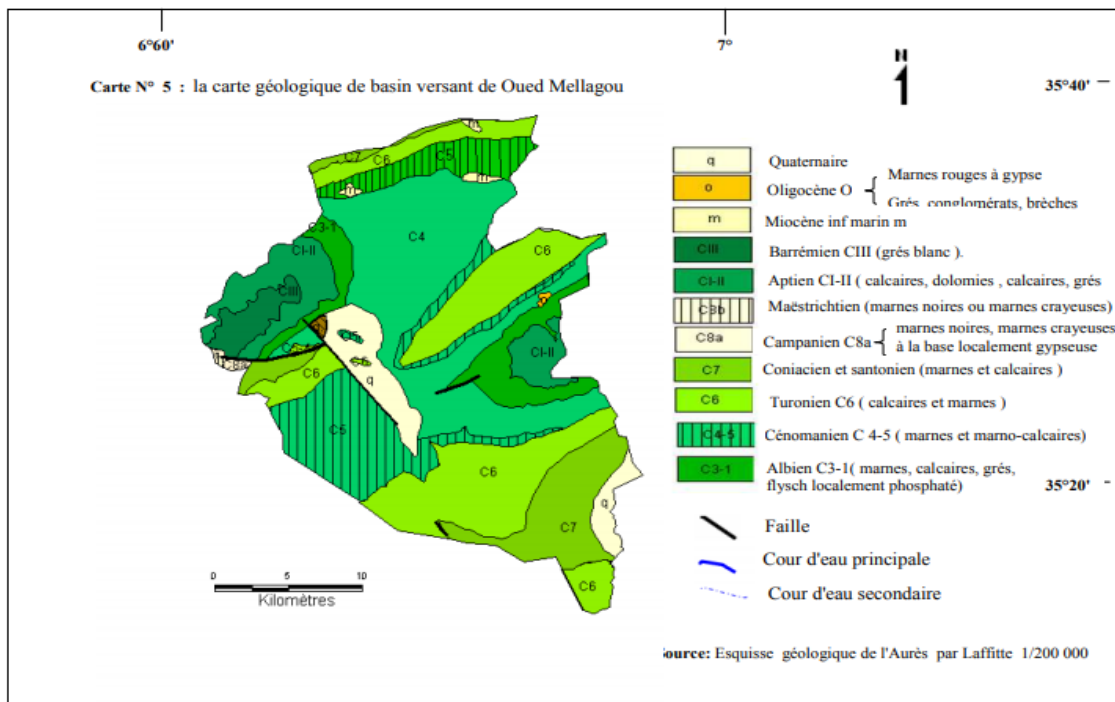 6°60'
7°
N
Carte N° 5 : la carte géologique de basin versant de Oued Mellagou
35°40'
C7
C6
m
C5
m
m
C4
C3-1
CI-II
CIII
C6
CI-II
C6
q
C5
C6
C7
q
C6
q Quaternaire
o Oligocène O
Marnes rouges à gypse
Grés, conglomérats, brèches
m Miocène inf marin m
CIII Barrémien CIII (grés blanc ).
CI-II Aptien CI-II ( calcaires, dolomies , calcaires, grés
C8b Maëstrichtien (marnes noires ou marnes crayeuses)
C8a Campanien C8a
marnes noires, marnes crayeuses
à la base localement gypseuse
C7 Coniacien et santonien (marnes et calcaires )
C6 Turonien C6 ( calcaires et marnes )
C4-5 Cénomanien C 4-5 ( marnes et marno-calcaires)
C3-1 Albien C3-1( marnes, calcaires, grés,
flysch localement phosphaté)
35°20'
Faille
Cour d'eau principale
Cour d'eau secondaire
0 5 10
Kilomètres
Source: Esquisse géologique de l'Aurès par Laffitte 1/200 000